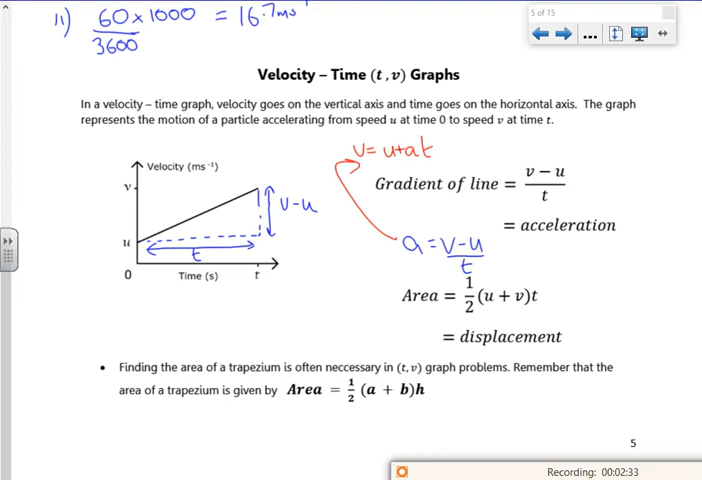 11) 60 × 1000 = 16.7ms
3600
5 of 15
Velocity – Time (t, v) Graphs
In a velocity – time graph, velocity goes on the vertical axis and time goes on the horizontal axis. The graph
represents the motion of a particle accelerating from speed u at time 0 to speed v at time t.
v = u+at
Velocity (ms⁻¹)
v
v-u
u
t
0
Time (s)
t
Gradient of line = (v − u)/t
= acceleration
a = (v-u)/t
Area = 1/2 (u + v)t
= displacement
• Finding the area of a trapezium is often neccessary in (t, v) graph problems. Remember that the
area of a trapezium is given by Area = 1/2 (a + b)h
5
Recording: 00:02:33